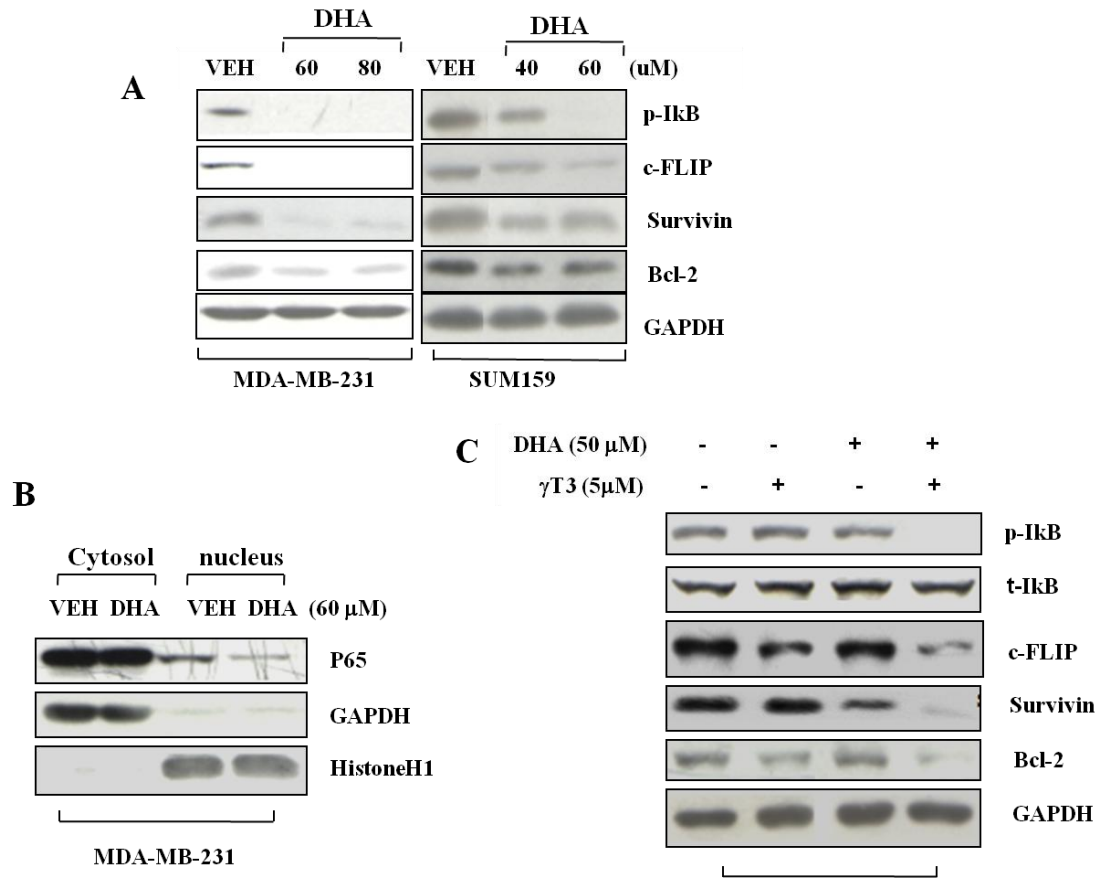 A
DHA
DHA
VEH 60 80 VEH 40 60 (uM)
p-IkB
c-FLIP
Survivin
Bcl-2
GAPDH
MDA-MB-231 SUM159
B
Cytosol nucleus
VEH DHA VEH DHA (60 µM)
P65
GAPDH
HistoneH1
MDA-MB-231
C
DHA (50 µM) - - + +
γT3 (5µM) - + - +
p-IkB
t-IkB
c-FLIP
Survivin
Bcl-2
GAPDH